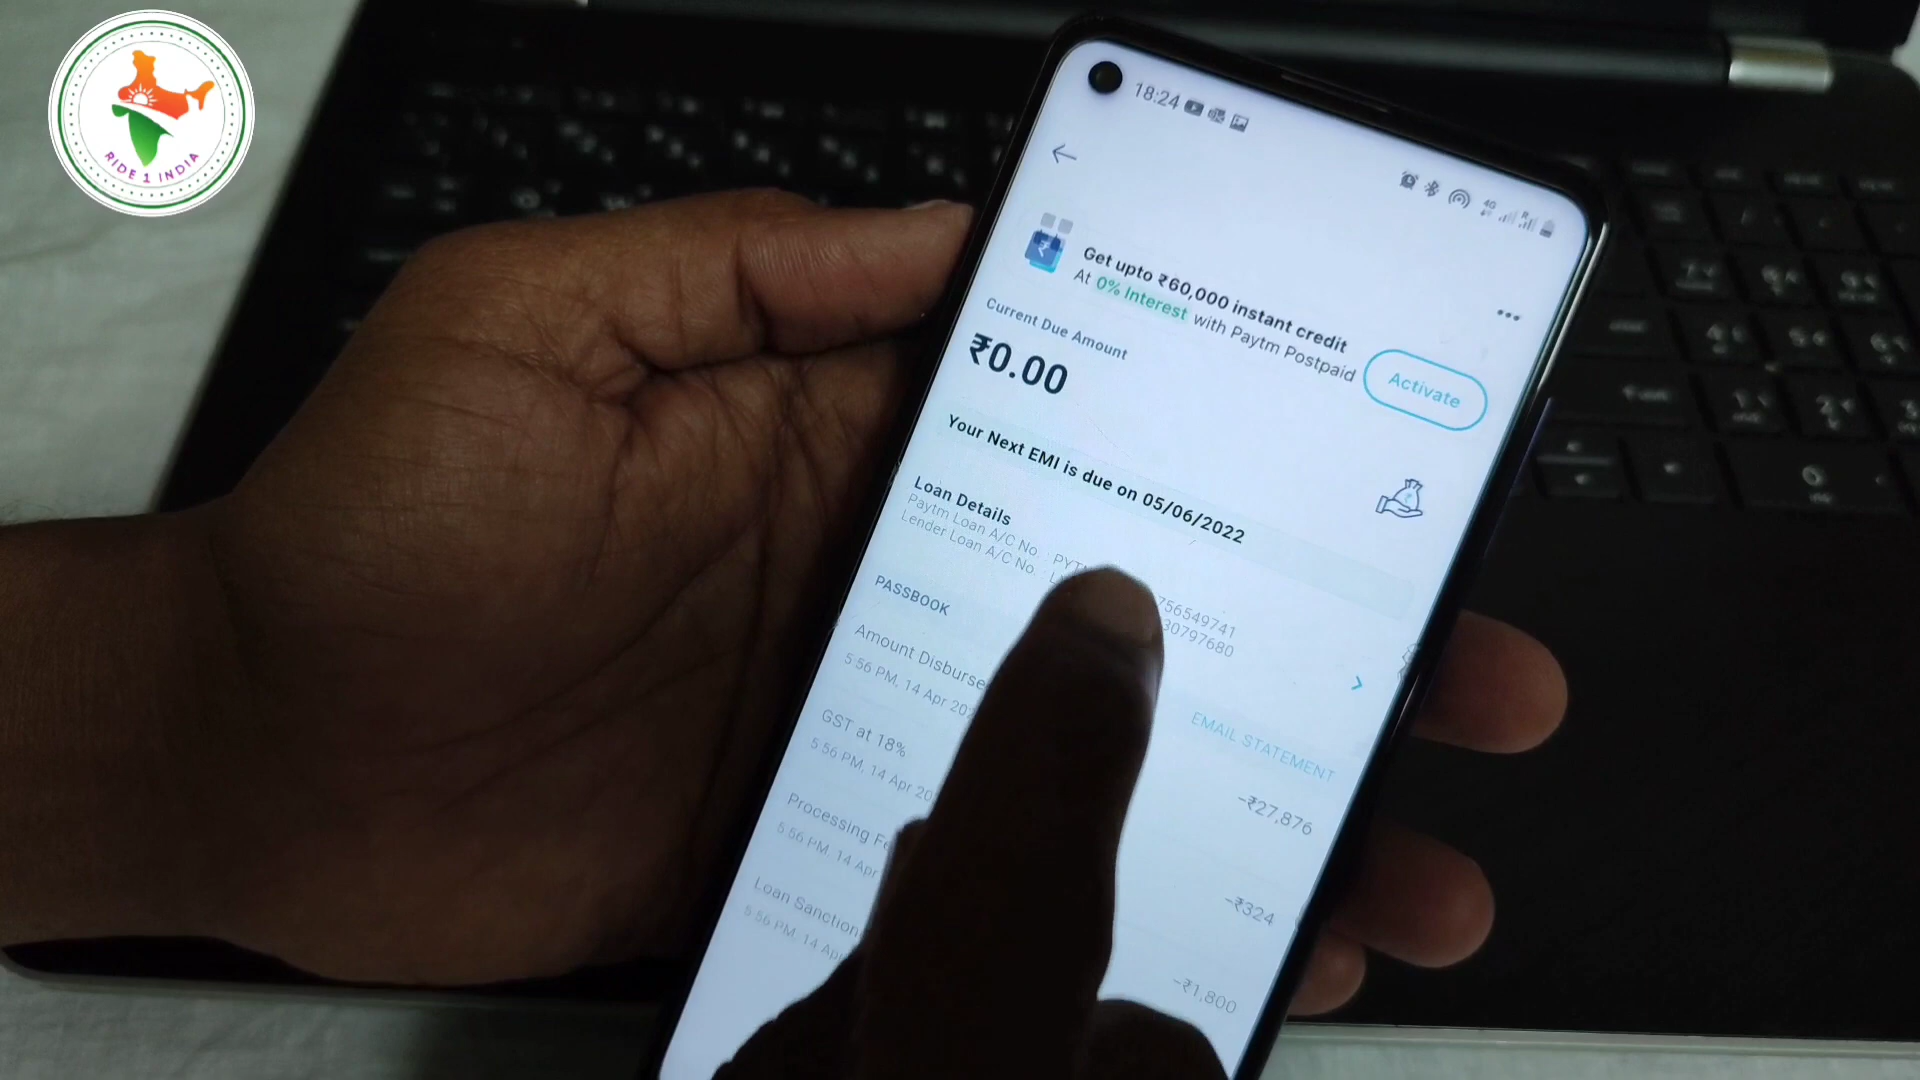 RIDE 1 INDIA
18:24
4G
R
Get upto ₹60,000 instant credit
At 0% Interest with Paytm Postpaid
Activate
Current Due Amount
₹0.00
Your Next EMI is due on 05/06/2022
Loan Details
Paytm Loan A/C No. : PYT
756549741
Lender Loan A/C No. :
30797680
PASSBOOK
EMAIL STATEMENT
Amount Disburse
-₹27,876
5:56 PM, 14 Apr 20
GST at 18%
-₹324
5:56 PM, 14 Apr 20
Processing Fe
-₹1,800
5:56 PM, 14 Apr
Loan Sanction
5:56 PM, 14 Apr